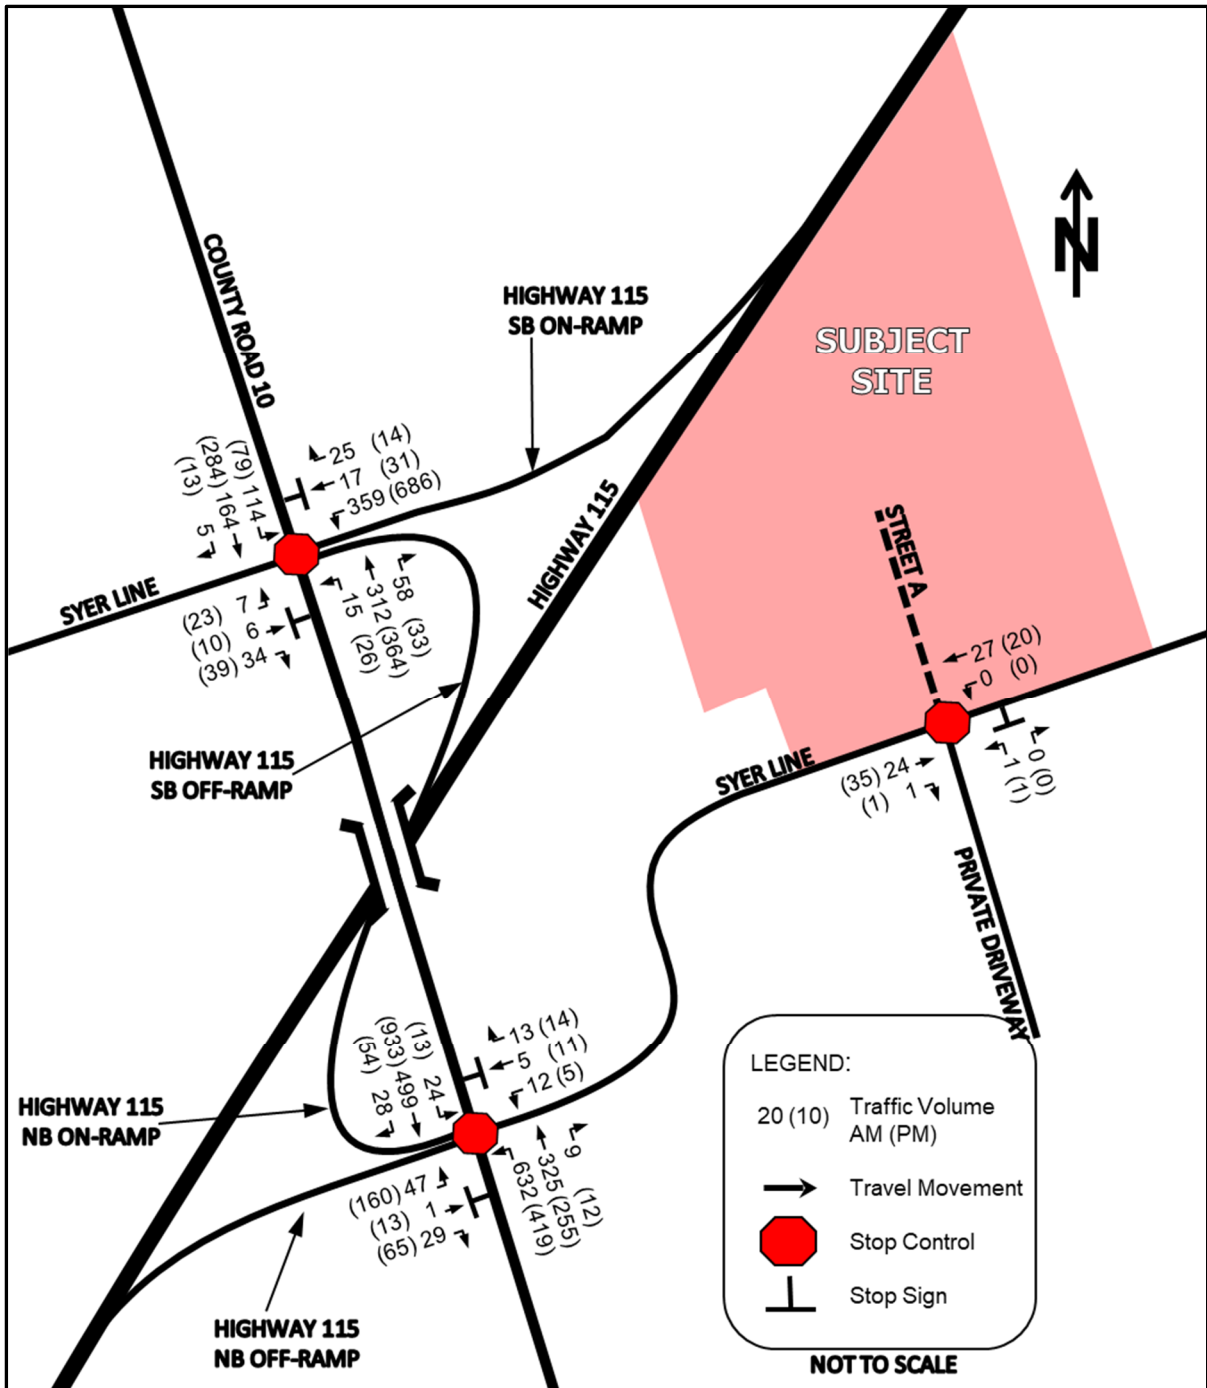 COUNTY ROAD 10
HIGHWAY 115
SB ON-RAMP
N
SUBJECT
SITE
(79) 114
(284) 164
(13) 5
25 (14)
17 (31)
359 (686)
HIGHWAY 115
STREET A
SYER LINE
(23) 7
(10) 6
(39) 34
58 (33)
312 (364)
15 (26)
27 (20)
0 (0)
HIGHWAY 115
SB OFF-RAMP
SYER LINE
(35) 24
(1) 1
0 (0)
1 (1)
PRIVATE DRIVEWAY
(13) 24
(933) 499
(54) 28
13 (14)
5 (11)
12 (5)
HIGHWAY 115
NB ON-RAMP
(160) 47
(13) 1
(65) 29
9 (12)
325 (255)
632 (419)
HIGHWAY 115
NB OFF-RAMP
LEGEND:
20 (10) Traffic Volume
AM (PM)
Travel Movement
Stop Control
Stop Sign
NOT TO SCALE